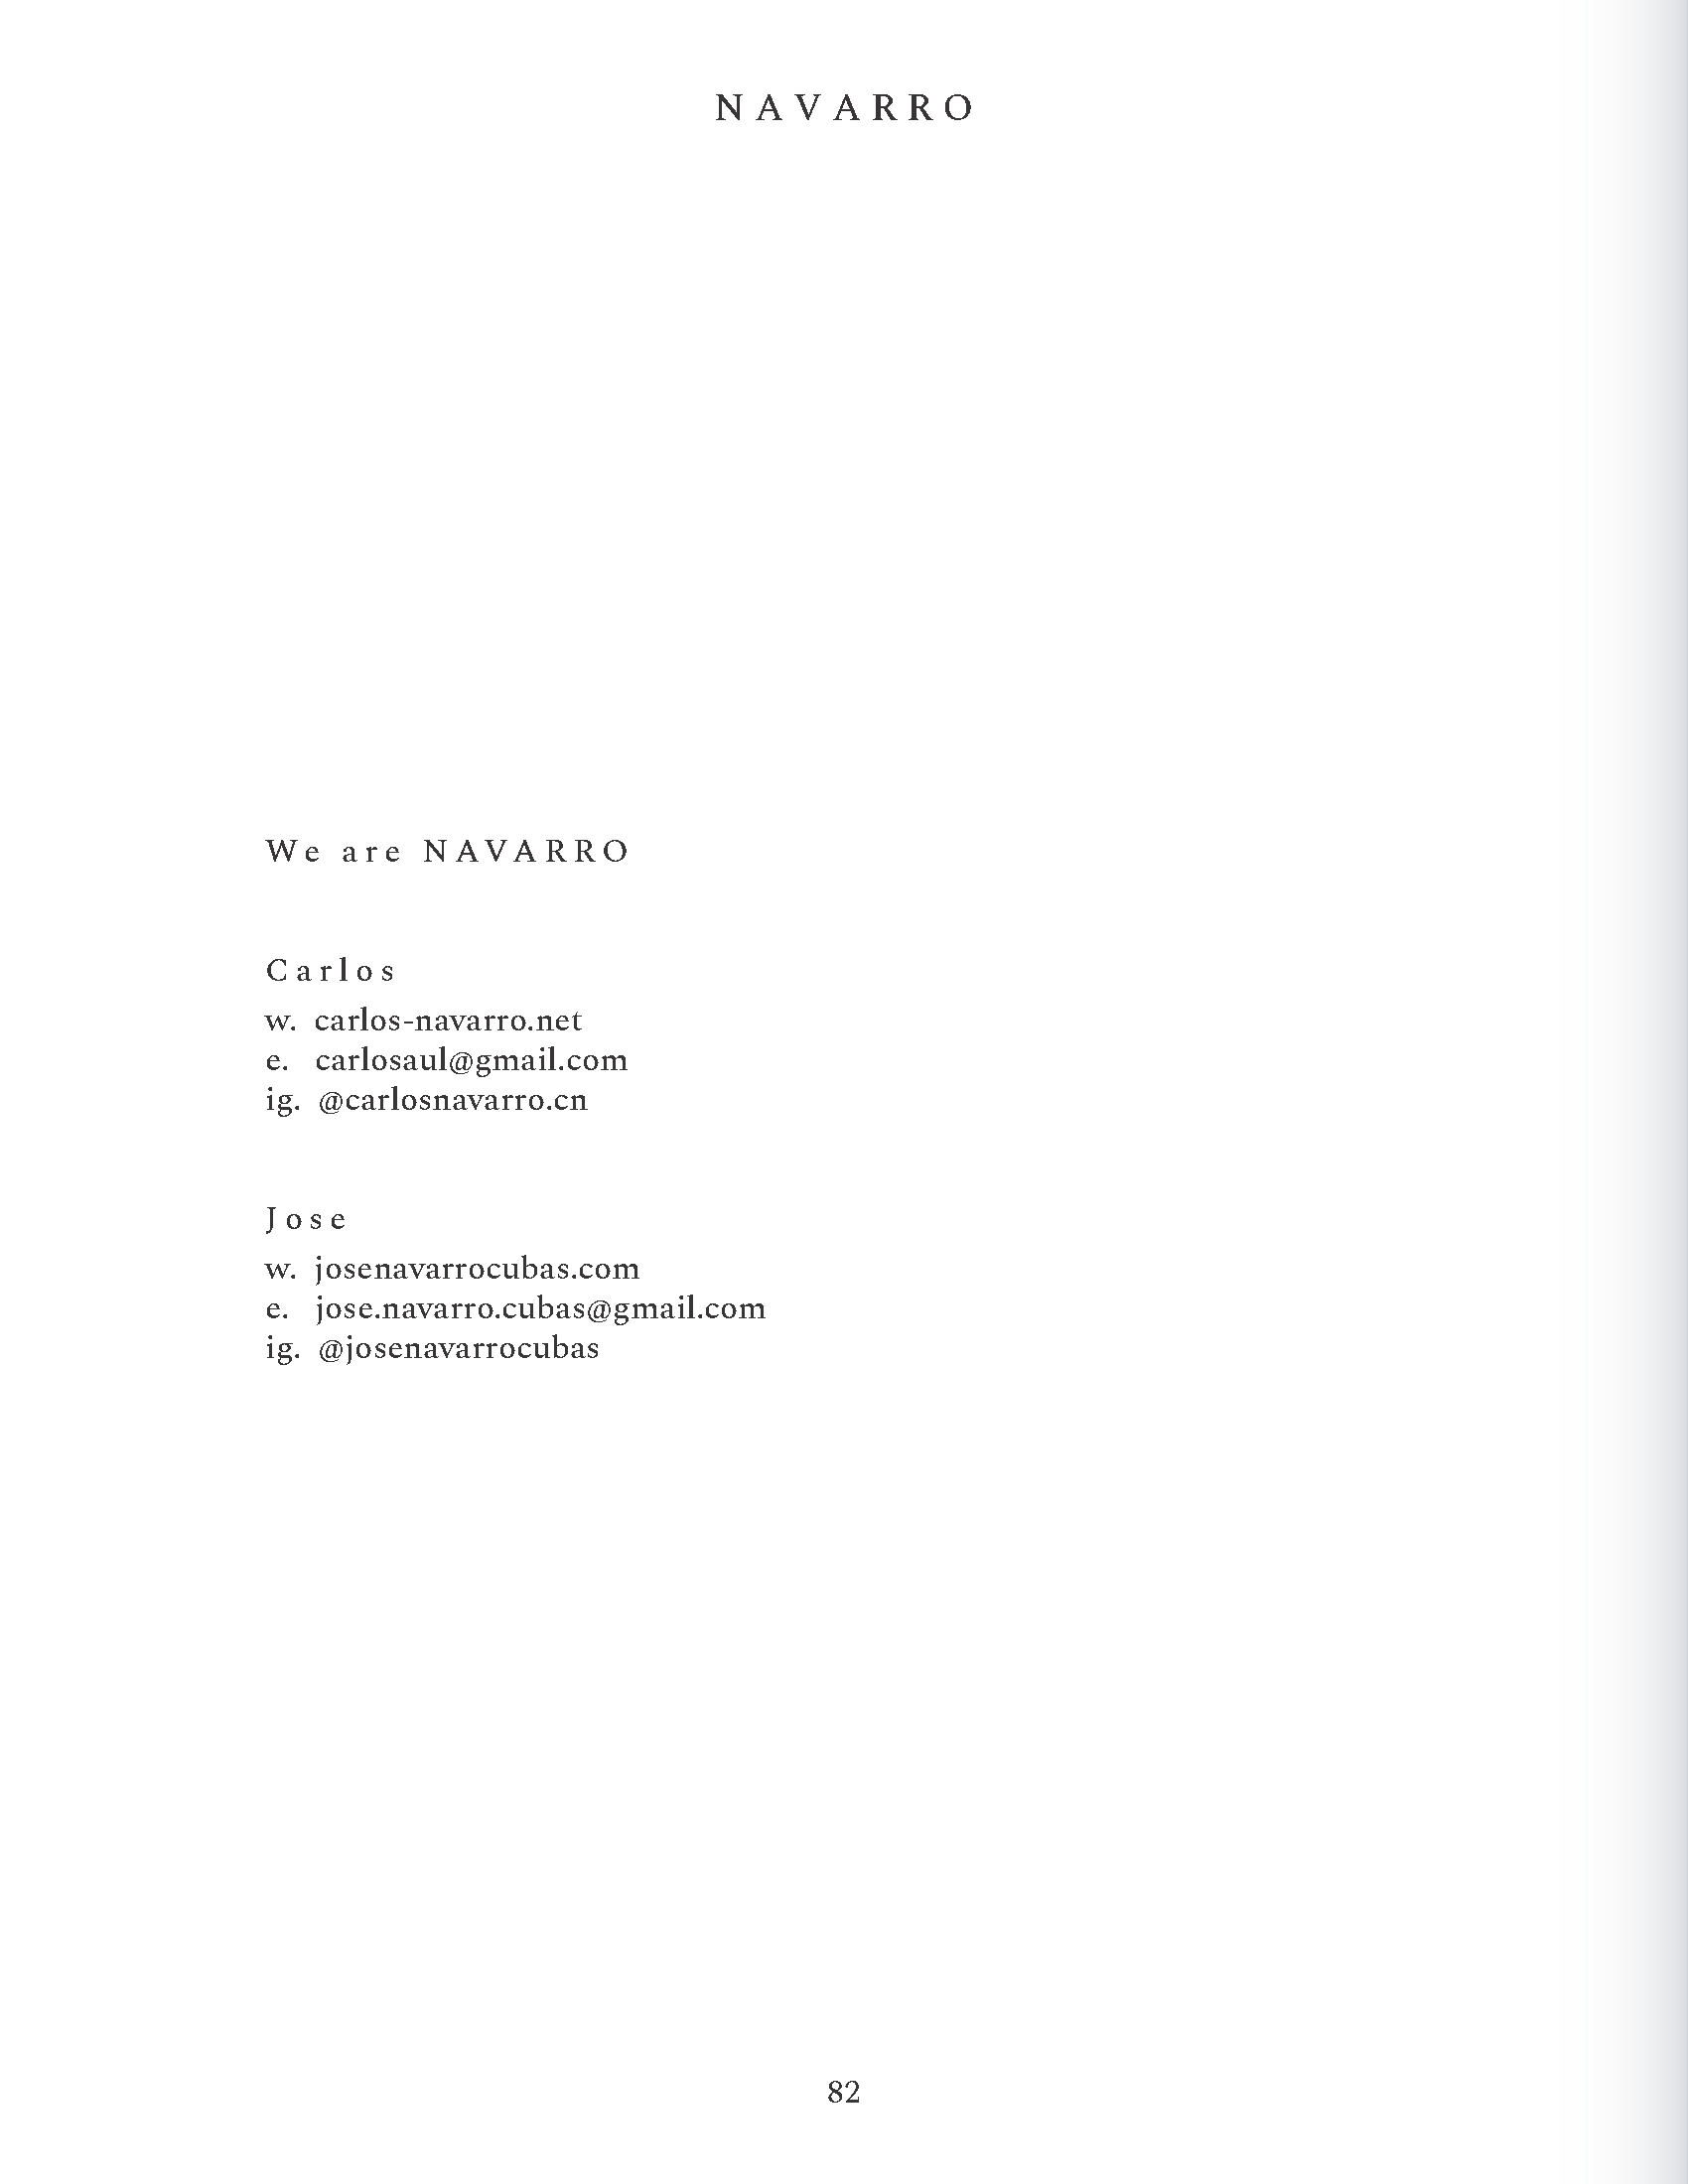 NAVARRO
We are NAVARRO
Carlos
w. carlos-navarro.net
e. carlosaul@gmail.com
ig. @carlosnavarro.cn
Jose
w. josenavarrocubas.com
e. jose.navarro.cubas@gmail.com
ig. @josenavarrocubas
82